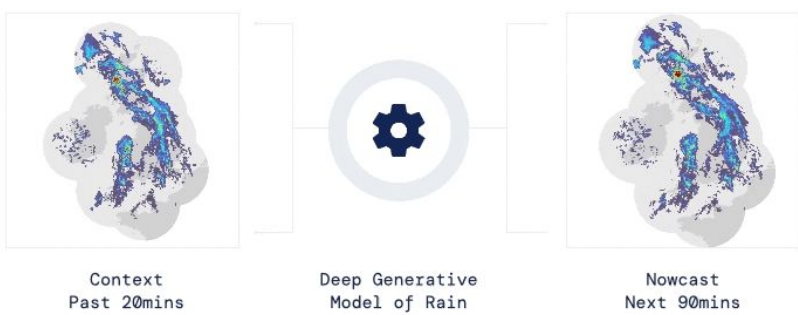 Context
Past 20mins
Deep Generative
Model of Rain
Nowcast
Next 90mins